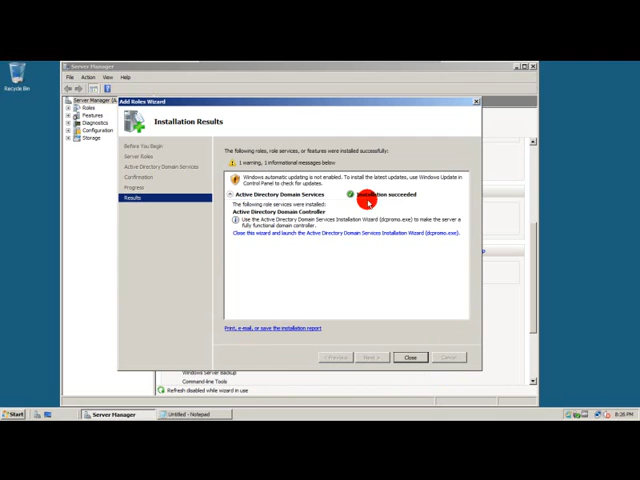 Recycle Bin
Server Manager
File Action View Help
Server Manager (A
Roles
Features
Diagnostics
Configuration
Storage
Add Roles Wizard
Installation Results
Before You Begin
Server Roles
Active Directory Domain Services
Confirmation
Progress
Results
The following roles, role services, or features were installed successfully:
1 warning, 1 informational messages below
Windows automatic updating is not enabled. To install the latest updates, use Windows Update in
Control Panel to check for updates.
Active Directory Domain Services
Installation succeeded
The following role services were installed:
Active Directory Domain Controller
Use the Active Directory Domain Services Installation Wizard (dcpromo.exe) to make the server a
fully functional domain controller.
Close this wizard and launch the Active Directory Domain Services Installation Wizard (dcpromo.exe).
Print, e-mail, or save the installation report
< Previous Next > Close Cancel
Windows Server Backup
Command-line Tools
Refresh disabled while wizard in use
Start Server Manager Untitled - Notepad 8:26 PM